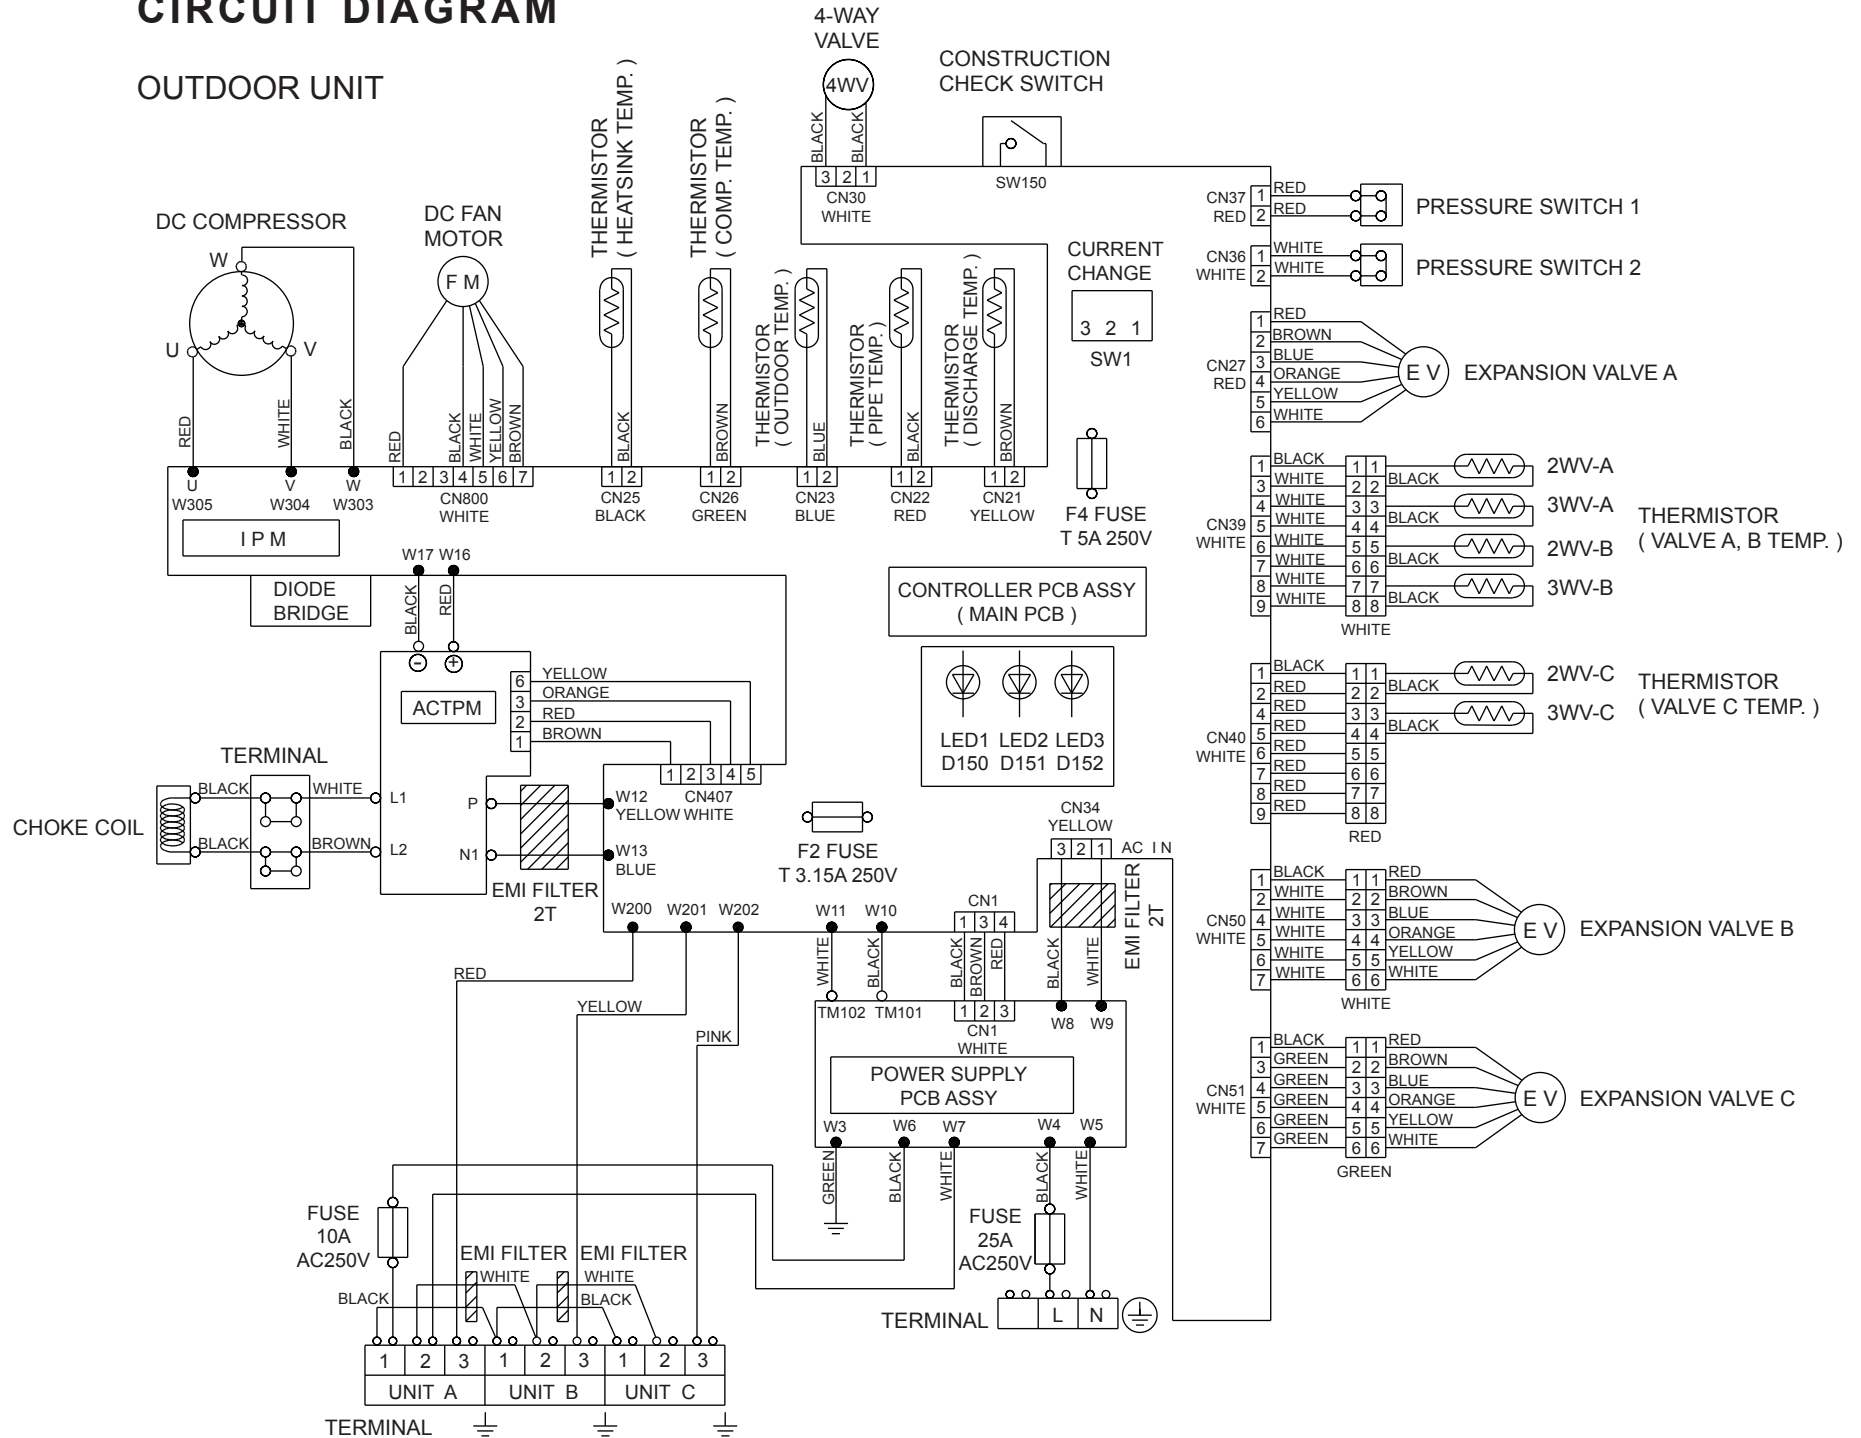 CIRCUIT DIAGRAM
OUTDOOR UNIT
4-WAY
VALVE
4WV
BLACK
BLACK
3 2 1
CN30
WHITE
CONSTRUCTION
CHECK SWITCH
SW150
DC COMPRESSOR
W
U
V
RED
WHITE
BLACK
U
V
W
W305
W304
W303
I P M
DIODE
BRIDGE
DC FAN
MOTOR
F M
RED
BLACK
WHITE
YELLOW
BROWN
1 2 3 4 5 6 7
CN800
WHITE
THERMISTOR
( HEATSINK TEMP. )
BLACK
1 2
CN25
BLACK
THERMISTOR
( COMP. TEMP. )
BROWN
1 2
CN26
GREEN
THERMISTOR
( OUTDOOR TEMP. )
BLUE
1 2
CN23
BLUE
THERMISTOR
( PIPE TEMP. )
BLACK
1 2
CN22
RED
THERMISTOR
( DISCHARGE TEMP. )
BROWN
1 2
CN21
YELLOW
CURRENT
CHANGE
3 2 1
SW1
F4 FUSE
T 5A 250V
CONTROLLER PCB ASSY
( MAIN PCB )
LED1 LED2 LED3
D150 D151 D152
CN37
RED
1
2
RED
RED
PRESSURE SWITCH 1
CN36
WHITE
1
2
WHITE
WHITE
PRESSURE SWITCH 2
CN27
RED
1
2
3
4
5
6
RED
BROWN
BLUE
ORANGE
YELLOW
WHITE
E V
EXPANSION VALVE A
CN39
WHITE
1 BLACK 1 1
3 WHITE 2 2 BLACK
4 WHITE 3 3
5 WHITE 4 4 BLACK
6 WHITE 5 5
7 WHITE 6 6 BLACK
8 WHITE 7 7
9 WHITE 8 8 BLACK
WHITE
2WV-A
3WV-A
2WV-B
3WV-B
THERMISTOR
( VALVE A, B TEMP. )
CN40
WHITE
1 BLACK 1 1
2 RED 2 2 BLACK
4 RED 3 3
5 RED 4 4 BLACK
6 RED 5 5
7 RED 6 6
8 RED 7 7
9 RED 8 8
RED
2WV-C
3WV-C
THERMISTOR
( VALVE C TEMP. )
CN50
WHITE
1 BLACK 1 1 RED
2 WHITE 2 2 BROWN
4 WHITE 3 3 BLUE
5 WHITE 4 4 ORANGE
6 WHITE 5 5 YELLOW
7 WHITE 6 6 WHITE
WHITE
E V
EXPANSION VALVE B
CN51
WHITE
1 BLACK 1 1 RED
3 GREEN 2 2 BROWN
4 GREEN 3 3 BLUE
5 GREEN 4 4 ORANGE
6 GREEN 5 5 YELLOW
7 GREEN 6 6 WHITE
GREEN
E V
EXPANSION VALVE C
W17 W16
BLACK
RED
- +
ACTPM
6 YELLOW
3 ORANGE
2 RED
1 BROWN
1 2 3 4 5
CN407
WHITE
TERMINAL
CHOKE COIL
BLACK
WHITE
L1
BLACK
BROWN
L2
P
N1
EMI FILTER
2T
W12
YELLOW
W13
BLUE
F2 FUSE
T 3.15A 250V
CN34
YELLOW
3 2 1
AC IN
EMI FILTER
2T
BLACK
WHITE
W200 W201 W202
RED
YELLOW
PINK
W11 W10
WHITE
BLACK
TM102 TM101
CN1
1 3 4
BLACK
BROWN
RED
1 2 3
CN1
WHITE
W8 W9
POWER SUPPLY
PCB ASSY
W3 W6 W7 W4 W5
GREEN
BLACK
WHITE
BLACK
WHITE
FUSE
25A
AC250V
TERMINAL
L N
FUSE
10A
AC250V
EMI FILTER EMI FILTER
WHITE
WHITE
BLACK
BLACK
1 2 3 1 2 3 1 2 3
UNIT A UNIT B UNIT C
TERMINAL